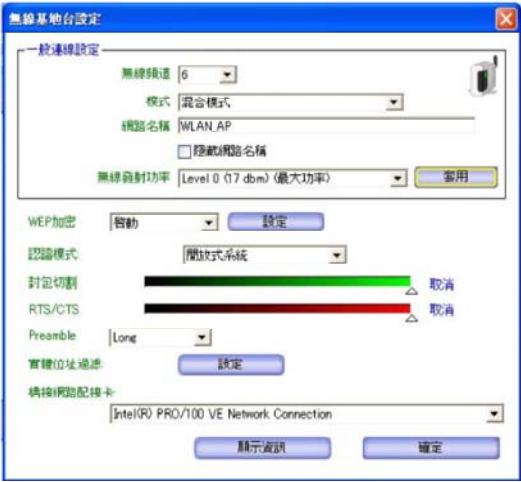 無線基地台設定
一般連線設定
無線頻道 6
模式 混合模式
網路名稱 WLAN_AP
隱藏網路名稱
無線發射功率 Level 0 (17 dbm) (最大功率) 套用
WEP加密 啓動 設定
認證模式 開放式系統
封包切割 取消
RTS/CTS 取消
Preamble Long
實體位址過濾: 設定
橋接網路配接卡
Intel(R) PRO/100 VE Network Connection
顯示資訊 確定